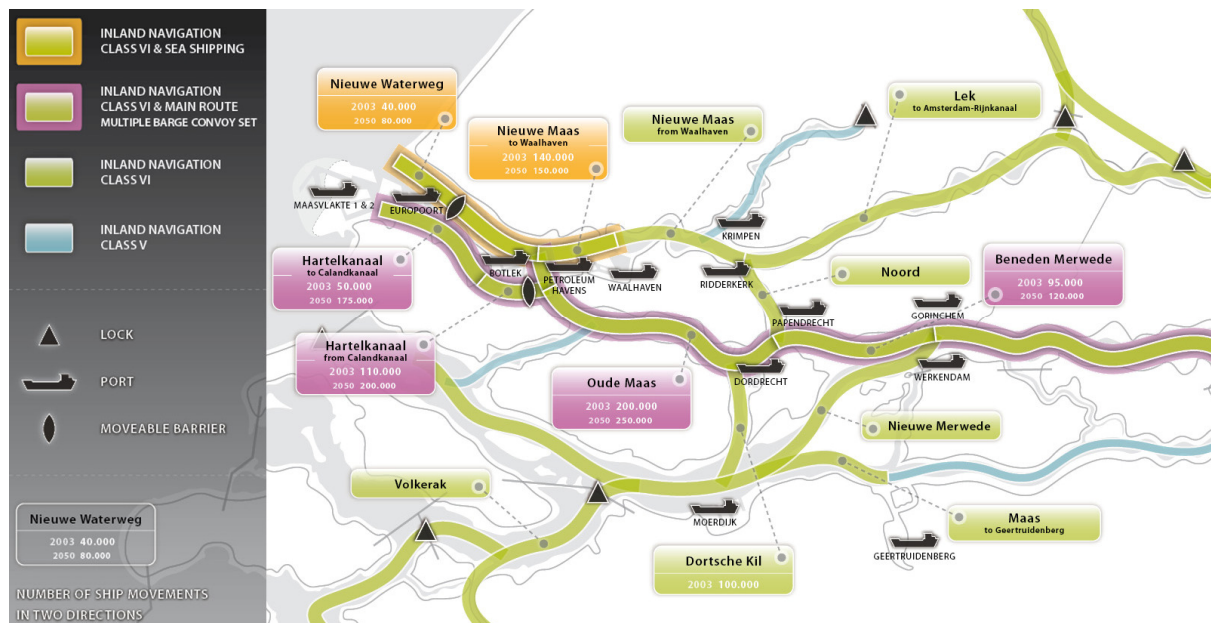 INLAND NAVIGATION
CLASS VI & SEA SHIPPING
INLAND NAVIGATION
CLASS VI & MAIN ROUTE
MULTIPLE BARGE CONVOY SET
INLAND NAVIGATION
CLASS VI
INLAND NAVIGATION
CLASS V
LOCK
PORT
MOVEABLE BARRIER
Nieuwe Waterweg
2003 40.000
2050 80.000
NUMBER OF SHIP MOVEMENTS
IN TWO DIRECTIONS
Nieuwe Waterweg
2003 40.000
2050 80.000
Nieuwe Maas
to Waalhaven
2003 140.000
2050 150.000
Nieuwe Maas
from Waalhaven
Lek
to Amsterdam-Rijnkanaal
MAASVLAKTE 1 & 2
EUROPOORT
KRIMPEN
Hartelkanaal
to Calandkanaal
2003 50.000
2050 175.000
BOTLEK
PETROLEUM
HAVENS
WAALHAVEN
RIDDERKERK
Noord
Beneden Merwede
2003 95.000
2050 120.000
PAPENDRECHT
GORINCHEM
Hartelkanaal
from Calandkanaal
2003 110.000
2050 200.000
Oude Maas
2003 200.000
2050 250.000
DORDRECHT
WERKENDAM
Nieuwe Merwede
Volkerak
MOERDIJK
Maas
to Geertruidenberg
GEERTRUIDENBERG
Dortsche Kil
2003 100.000